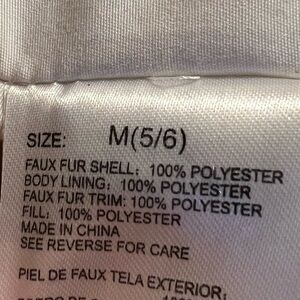 SIZE: M(5/6)
FAUX FUR SHELL: 100% POLYESTER
BODY LINING: 100% POLYESTER
FAUX FUR TRIM: 100% POLYESTER
FILL: 100% POLYESTER
MADE IN CHINA
SEE REVERSE FOR CARE
PIEL DE FAUX TELA EXTERIOR,